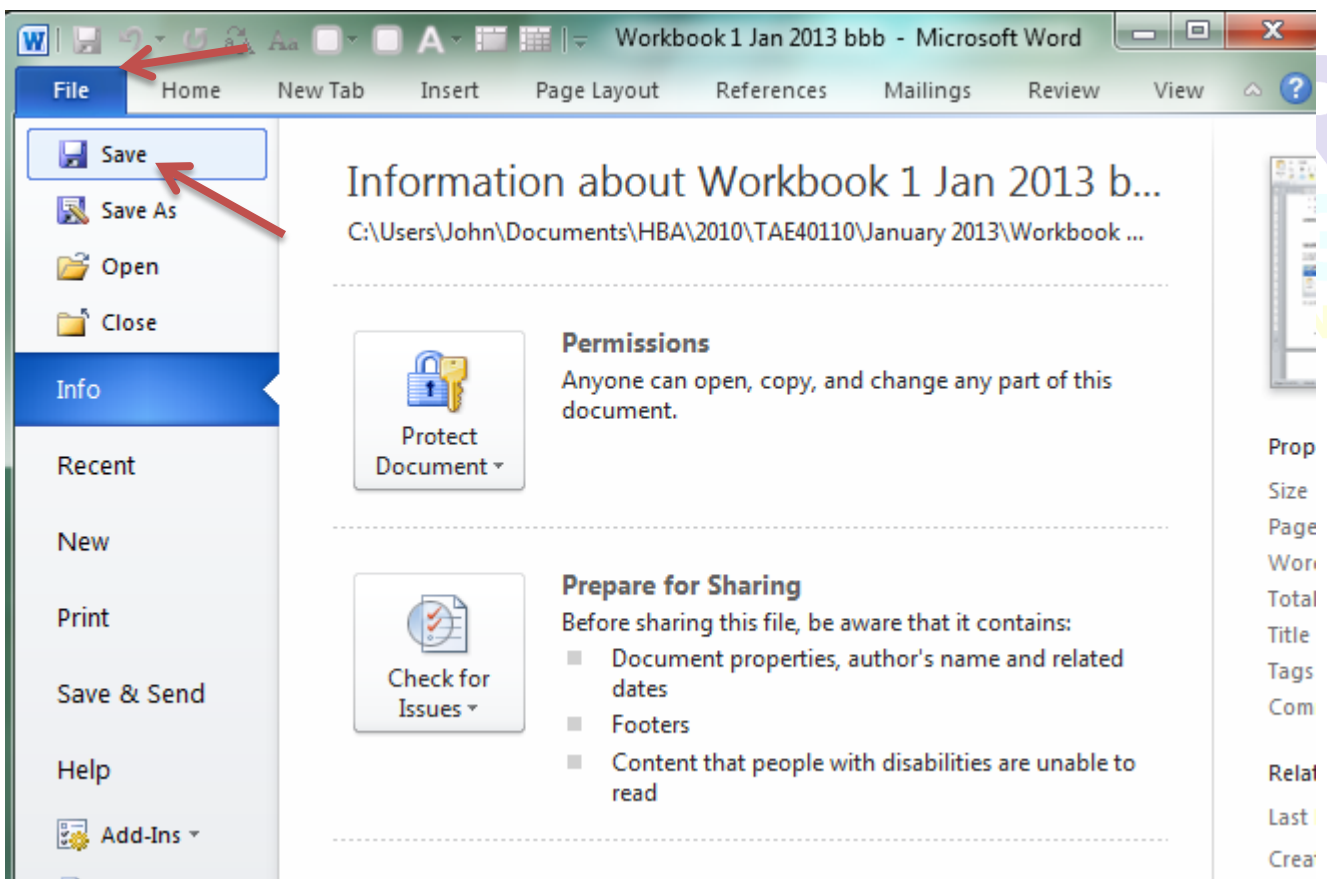 Workbook 1 Jan 2013 bbb - Microsoft Word
File Home New Tab Insert Page Layout References Mailings Review View
Save
Save As
Open
Close
Info
Recent
New
Print
Save & Send
Help
Add-Ins
Information about Workbook 1 Jan 2013 b...
C:\Users\John\Documents\HBA\2010\TAE40110\January 2013\Workbook ...
Protect
Document
Permissions
Anyone can open, copy, and change any part of this
document.
Check for
Issues
Prepare for Sharing
Before sharing this file, be aware that it contains:
Document properties, author's name and related
dates
Footers
Content that people with disabilities are unable to
read
Prop
Size
Page
Wor
Total
Title
Tags
Com
Relat
Last
Crea